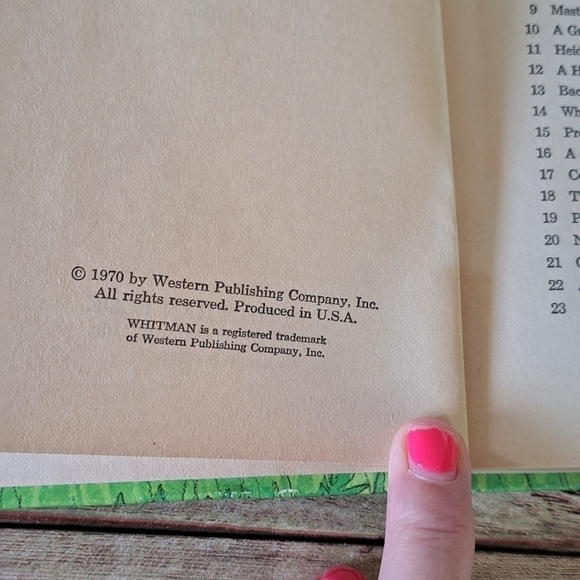 © 1970 by Western Publishing Company, Inc.
All rights reserved. Produced in U.S.A.
WHITMAN is a registered trademark
of Western Publishing Company, Inc.
9
10 A
11
12 A
13
14
15
16 A
17
18
19
20
21
22
23